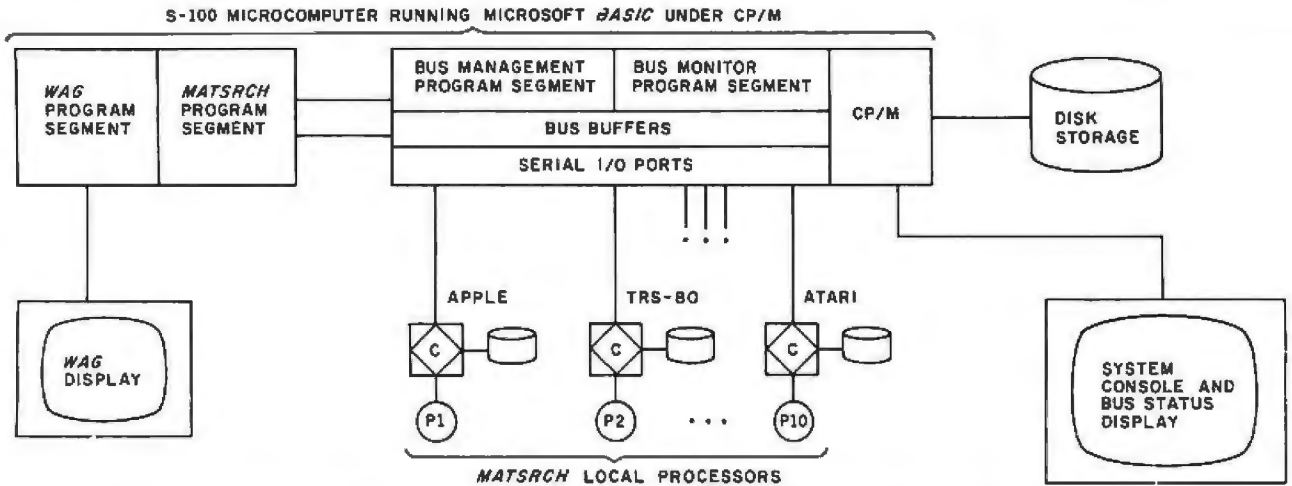 S-100 MICROCOMPUTER RUNNING MICROSOFT BASIC UNDER CP/M
WAG
PROGRAM
SEGMENT
MATSRCH
PROGRAM
SEGMENT
BUS MANAGEMENT
PROGRAM SEGMENT
BUS MONITOR
PROGRAM SEGMENT
BUS BUFFERS
SERIAL I/O PORTS
CP/M
DISK
STORAGE
APPLE
TRS-80
ATARI
C
C
C
P1
P2
...
P10
MATSRCH LOCAL PROCESSORS
WAG
DISPLAY
SYSTEM
CONSOLE AND
BUS STATUS
DISPLAY